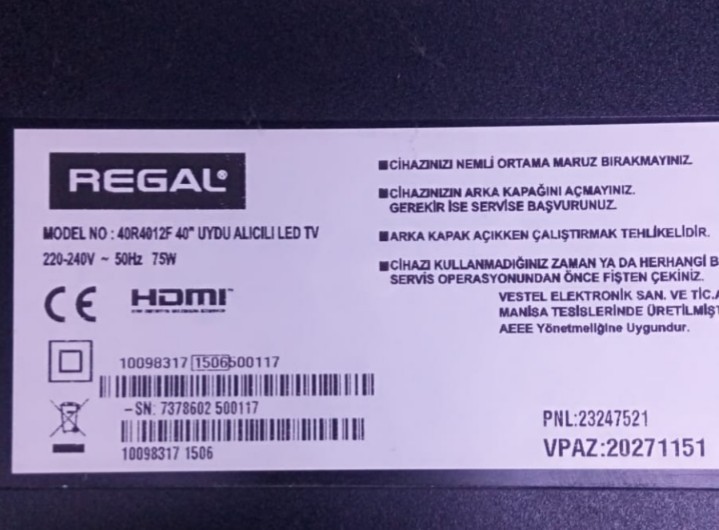 REGAL®
MODEL NO : 40R4012F 40" UYDU ALICILI LED TV
220-240V ~ 50Hz 75W
CE HDMI™
10098317 1506500117
-SN: 7378602 500117
10098317 1506
■CİHAZINIZI NEMLİ ORTAMA MARUZ BIRAKMAYINIZ.
■ÇİHAZINIZIN ARKA KAPAĞINI AÇMAYINIZ.
GEREKİR İSE SERVİSE BAŞVURUNUZ.
■ARKA KAPAK AÇIKKEN ÇALIŞTIRMAK TEHLİKELİDİR.
■CİHAZI KULLANMADIĞINIZ ZAMAN YA DA HERHANGİ B
SERVİS OPERASYONUNDAN ÖNCE FİŞTEN ÇEKİNİZ.
VESTEL ELEKTRONİK SAN. VE TİC.A
MANİSA TESİSLERİNDE ÜRETİLMİŞT
AEEE Yönetmeliğine Uygundur.
PNL:23247521
VPAZ:20271151